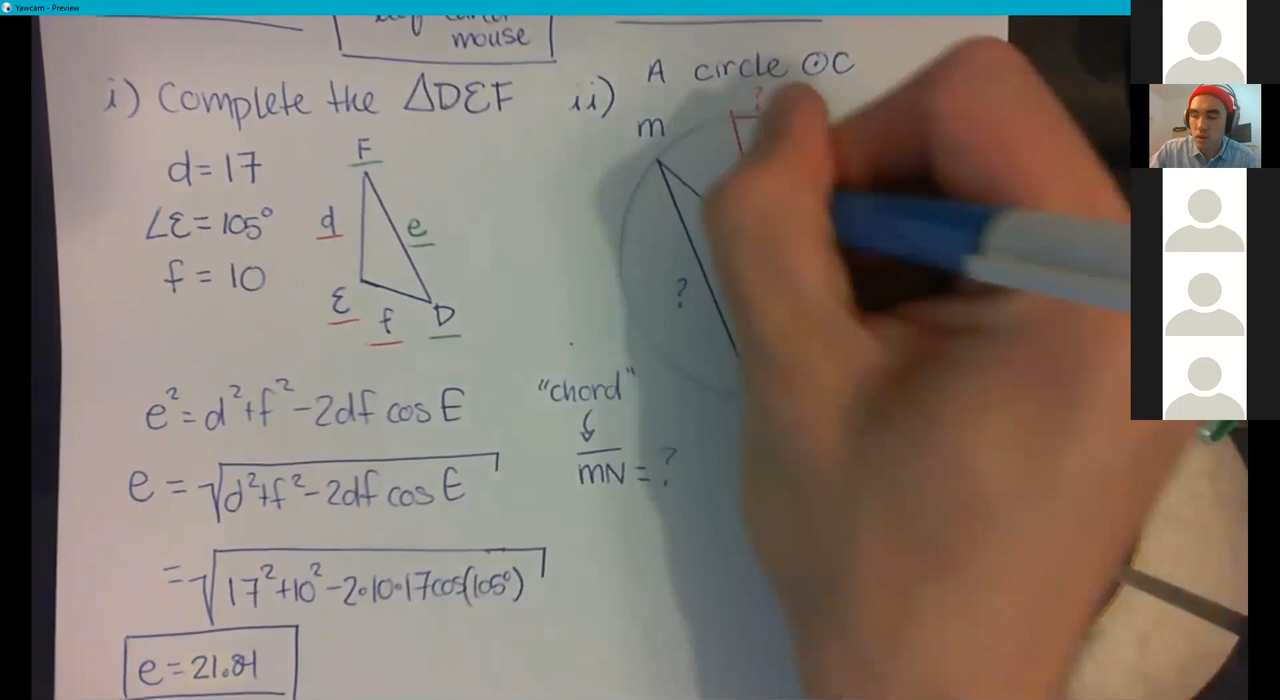 Yawcam - Preview
mouse
i) Complete the △DEF
d = 17
∠E = 105°
f = 10
F
d
e
E
f
D
e² = d² + f² - 2df cos E
e = √d² + f² - 2df cos E
= √17² + 10² - 2•10•17cos(105°)
e = 21.84
ii) A circle ⊙C
?
m
?
"chord"
↓
mN = ?